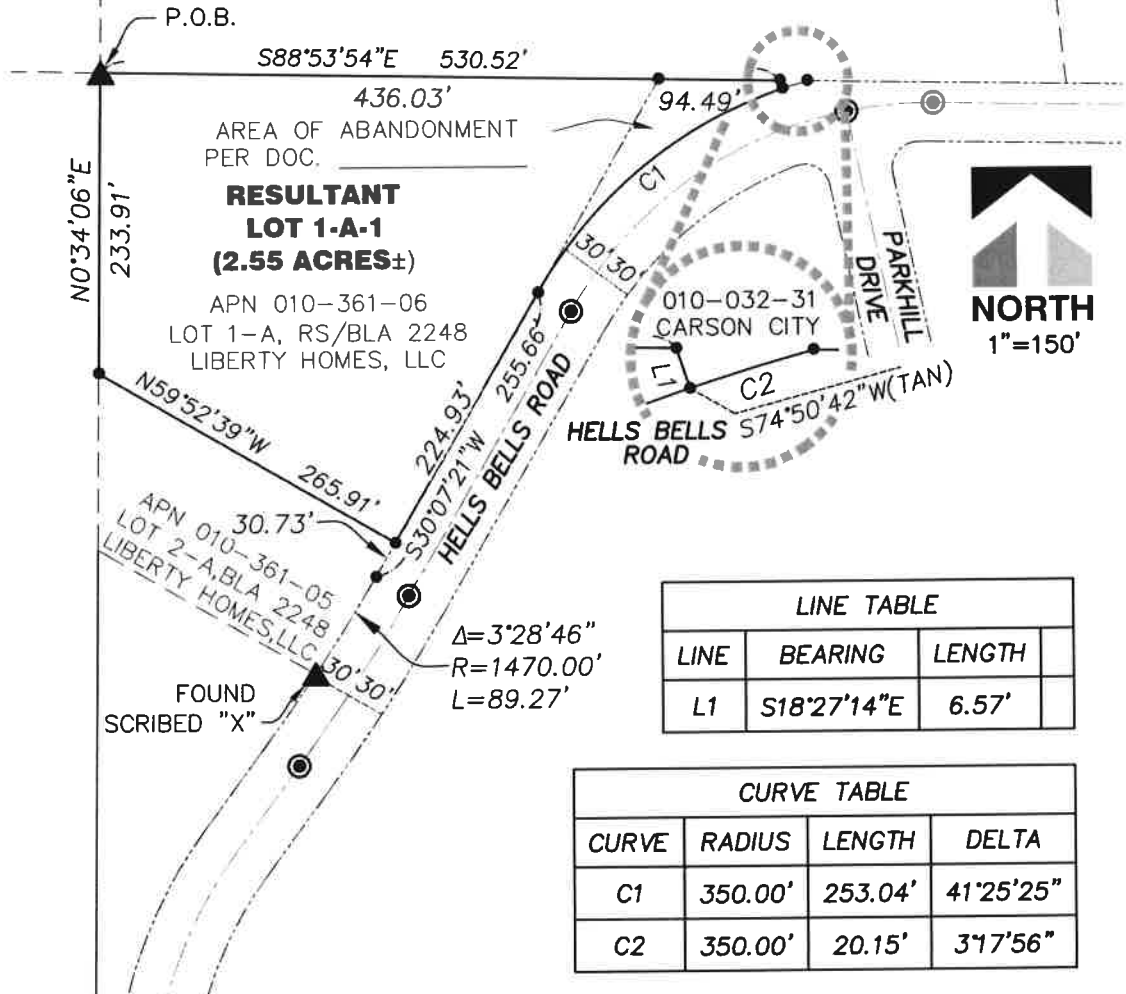 P.O.B.
S88°53'54"E 530.52'
436.03'
94.49'
AREA OF ABANDONMENT
PER DOC.
RESULTANT
LOT 1-A-1
(2.55 ACRES±)
APN 010-361-06
LOT 1-A, RS/BLA 2248
LIBERTY HOMES, LLC
N0°34'06"E
233.91'
C1
30' 30'
010-032-31
CARSON CITY
L1
C2
S74°50'42"W(TAN)
HELLS BELLS
ROAD
PARKHILL
DRIVE
NORTH
1"=150'
N59°52'39"W
265.91'
224.93'
S30°07'21"W 255.66'
HELLS BELLS ROAD
30.73'
APN 010-361-05
LOT 2-A,BLA 2248
LIBERTY HOMES,LLC
30' 30'
Δ=3°28'46"
R=1470.00'
L=89.27'
FOUND
SCRIBED "X"
LINE TABLE
LINE BEARING LENGTH
L1 S18°27'14"E 6.57'
CURVE TABLE
CURVE RADIUS LENGTH DELTA
C1 350.00' 253.04' 41°25'25"
C2 350.00' 20.15' 3°17'56"